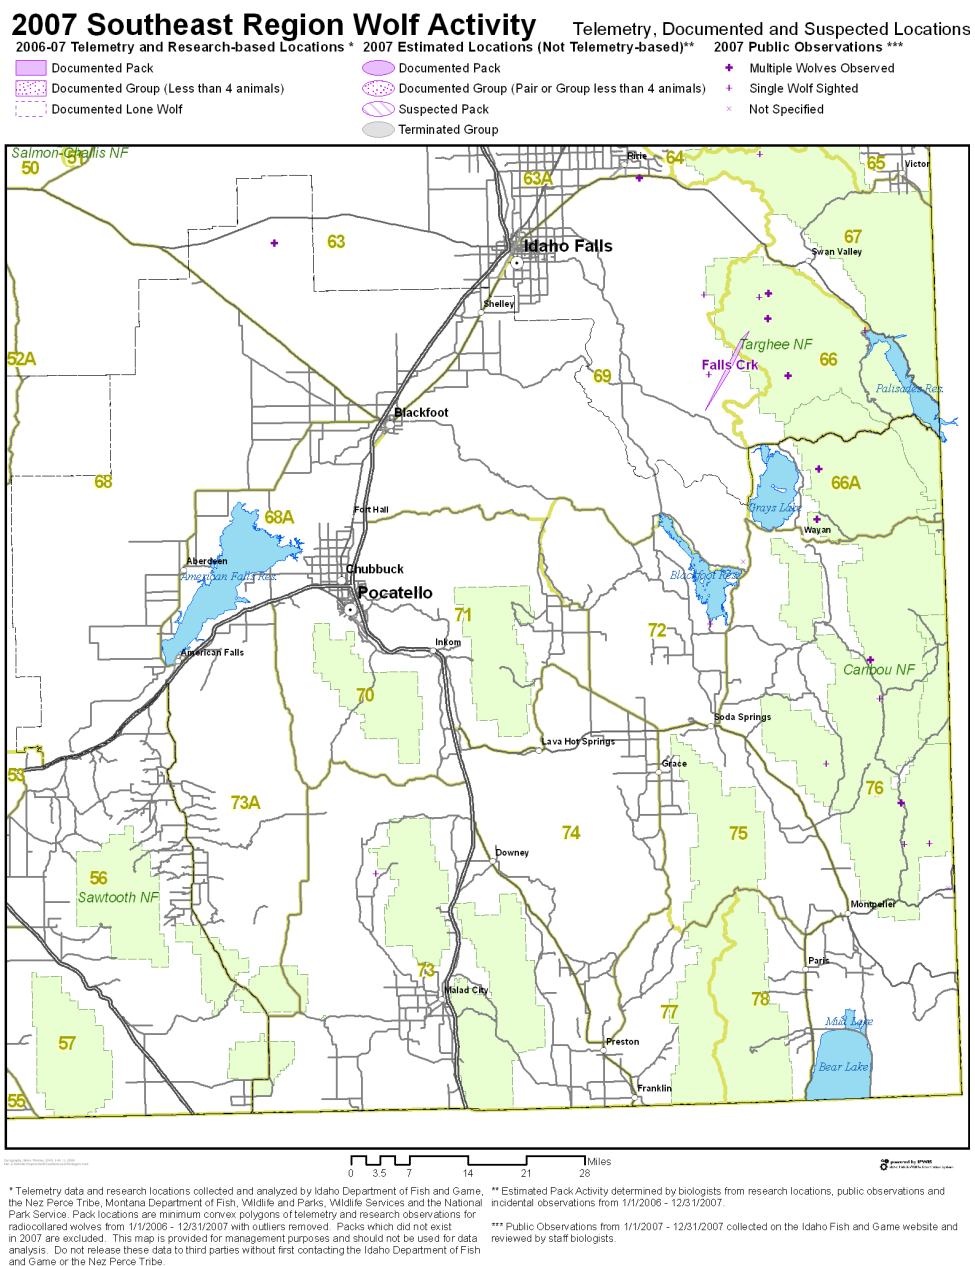 2007 Southeast Region Wolf Activity
Telemetry, Documented and Suspected Locations
2006-07 Telemetry and Research-based Locations *
Documented Pack
Documented Group (Less than 4 animals)
Documented Lone Wolf
2007 Estimated Locations (Not Telemetry-based)**
Documented Pack
Documented Group (Pair or Group less than 4 animals)
Suspected Pack
Terminated Group
2007 Public Observations ***
Multiple Wolves Observed
Single Wolf Sighted
Not Specified
Salmon-Challis NF
51
50
Ririe
64
65
Victor
63A
63
Idaho Falls
67
Swan Valley
Shelley
52A
Targhee NF
Falls Crk
66
69
Palisades Res.
Blackfoot
68
66A
Grays Lake
68A
Fort Hall
Wayan
Aberdeen
American Falls Res.
Chubbuck
Blackfoot Res.
Pocatello
71
72
Inkom
American Falls
Caribou NF
70
Soda Springs
Lava Hot Springs
53
Grace
76
73A
74
75
Downey
56
Sawtooth NF
Montpelier
Paris
73
Malad City
77
78
Mud Lake
57
Preston
Bear Lake
Franklin
55
0 3.5 7 14 21 28 Miles
powered by IFWIS
* Telemetry data and research locations collected and analyzed by Idaho Department of Fish and Game,
the Nez Perce Tribe, Montana Department of Fish, Wildlife and Parks, Wildlife Services and the National
Park Service. Pack locations are minimum convex polygons of telemetry and research observations for
radiocollared wolves from 1/1/2006 - 12/31/2007 with outliers removed. Packs which did not exist
in 2007 are excluded. This map is provided for management purposes and should not be used for data
analysis. Do not release these data to third parties without first contacting the Idaho Department of Fish
and Game or the Nez Perce Tribe.
** Estimated Pack Activity determined by biologists from research locations, public observations and
incidental observations from 1/1/2006 - 12/31/2007.
*** Public Observations from 1/1/2007 - 12/31/2007 collected on the Idaho Fish and Game website and
reviewed by staff biologists.